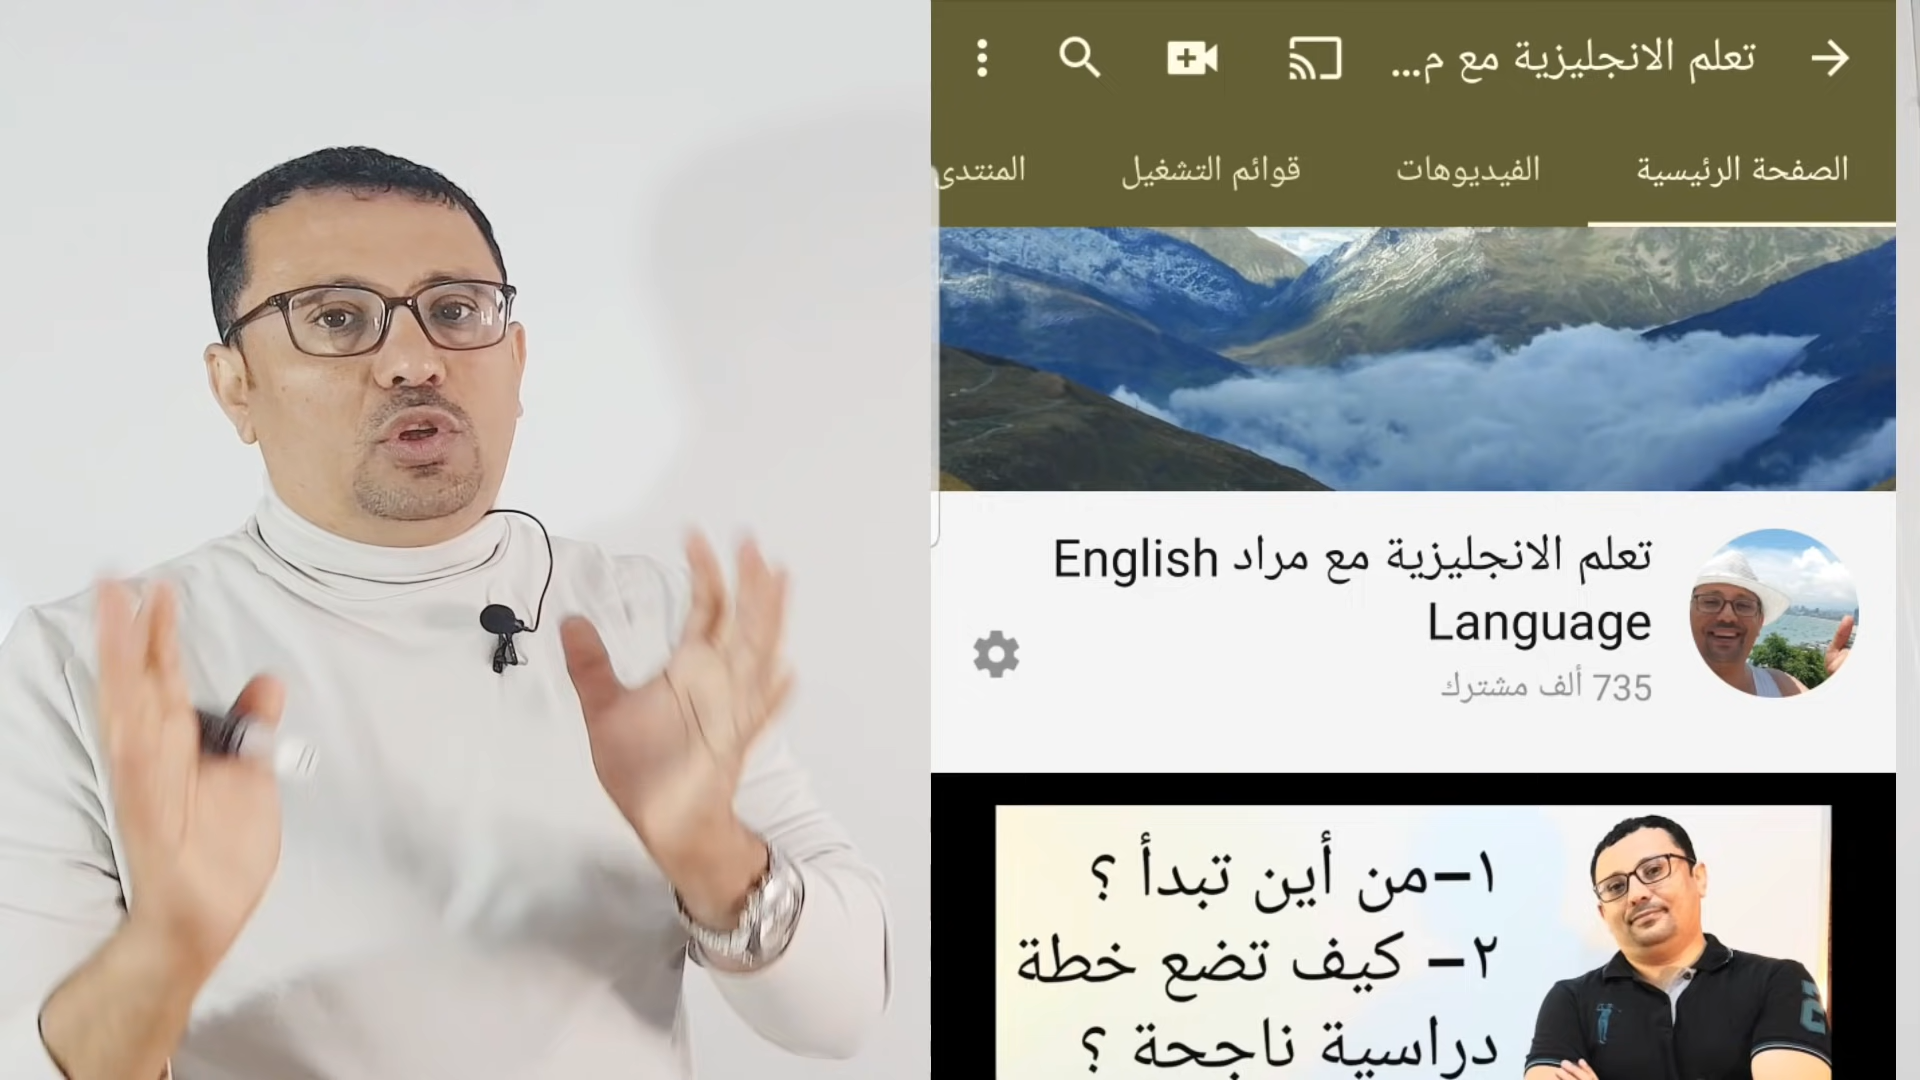 تعلم الانجليزية مع م...
الصفحة الرئيسية
الفيديوهات
قوائم التشغيل
المنتدى
تعلم الانجليزية مع مراد English
Language
735 ألف مشترك
١–من أين تبدأ ؟
٢– كيف تضع خطة
دراسية ناجحة ؟